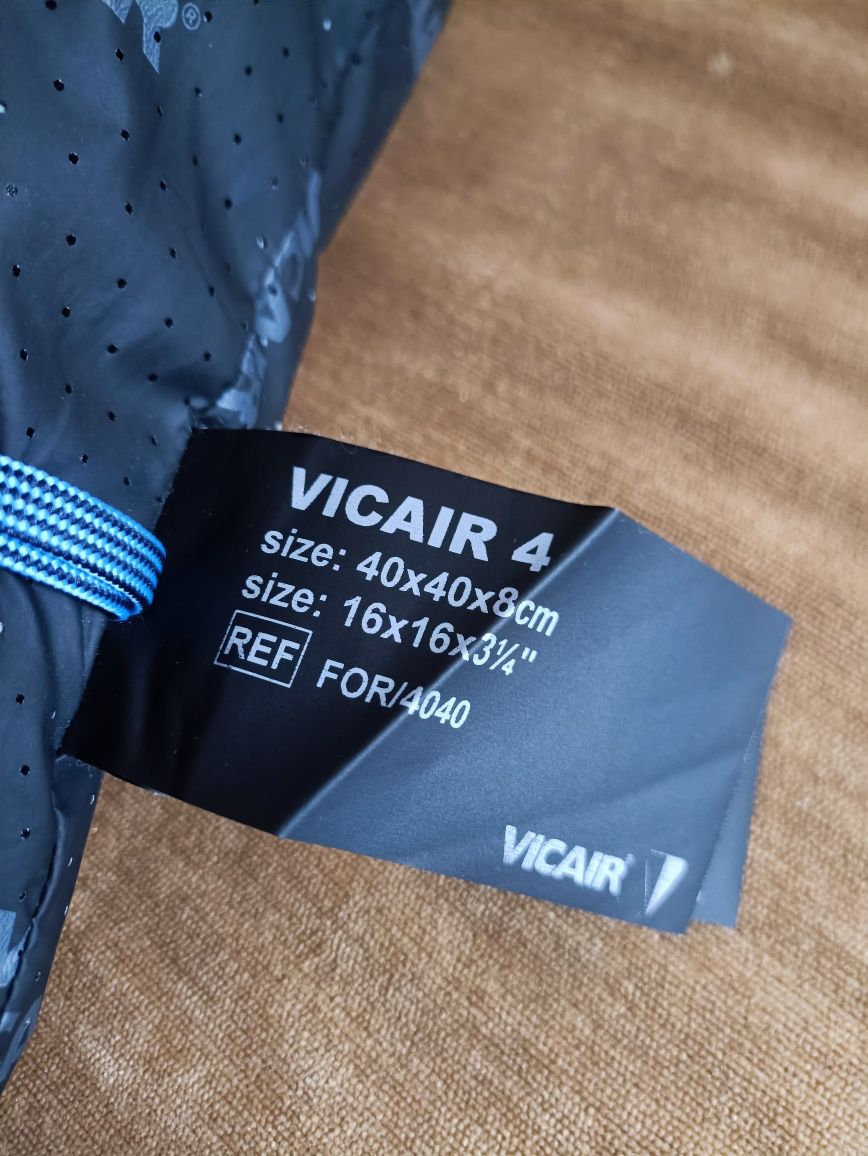 ®
VICAIR 4
size: 40x40x8cm
size: 16x16x3¼"
REF FOR/4040
VICAIR®